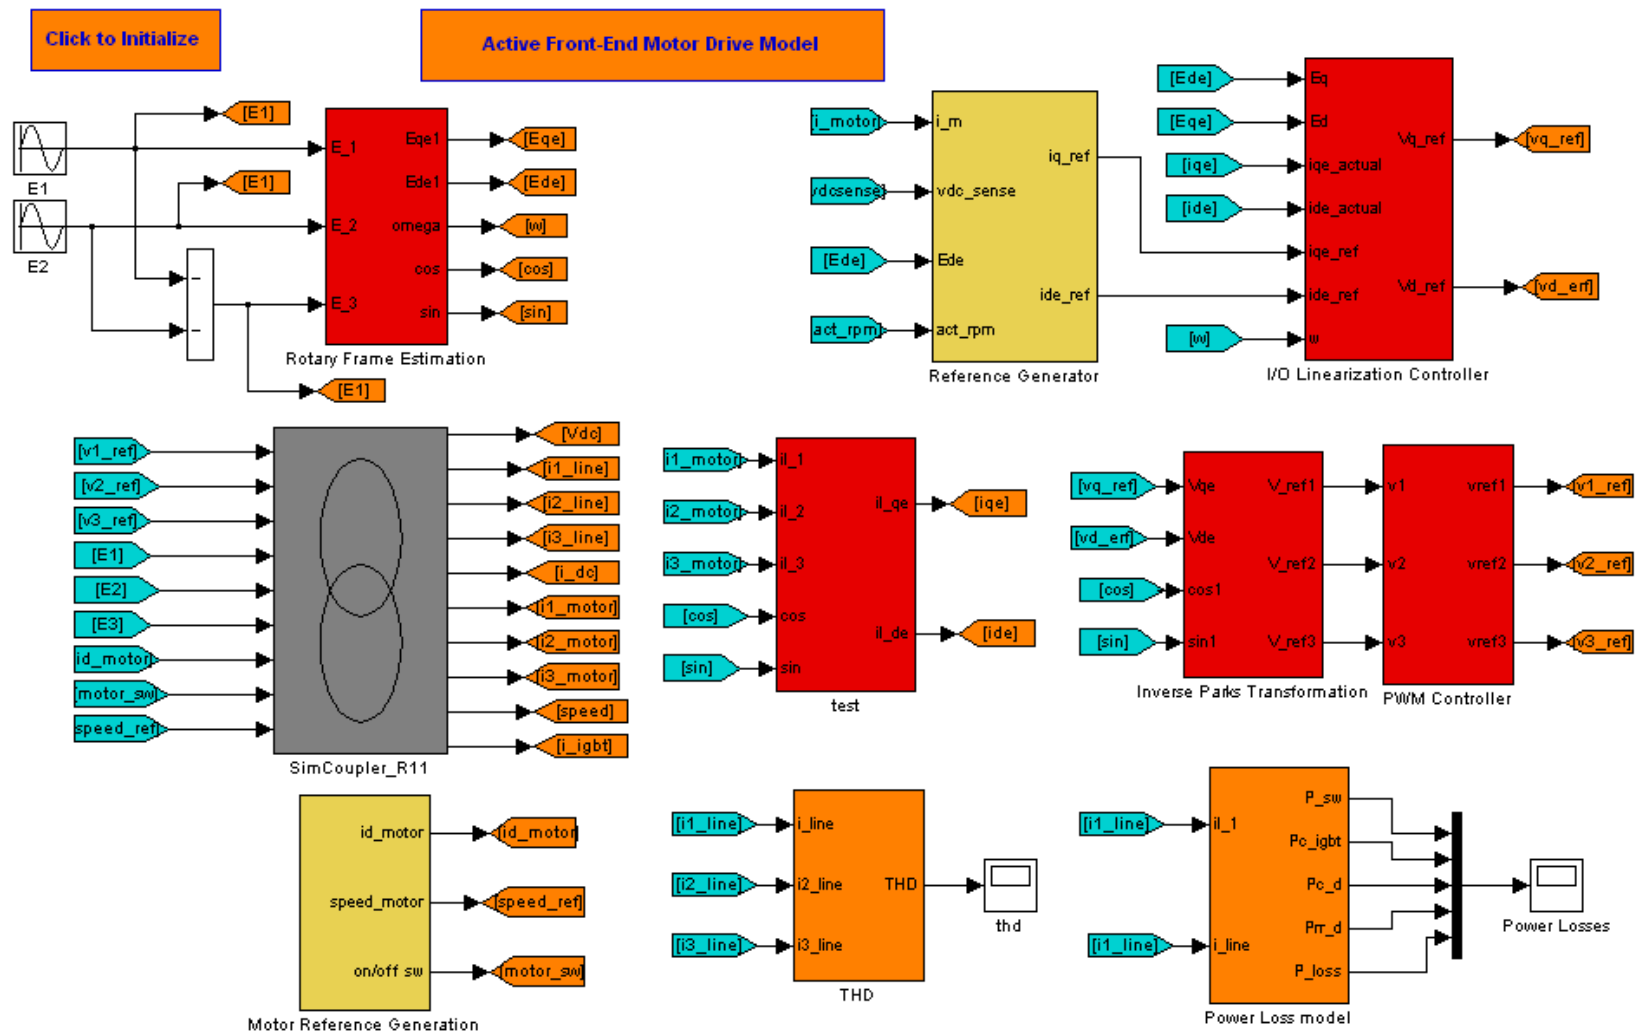 Click to Initialize
Active Front-End Motor Drive Model
E1
E2
[E1]
[E1]
[E1]
E_1
E_2
E_3
Eqe1
Ede1
omega
cos
sin
[Eqe]
[Ede]
[w]
[cos]
[sin]
Rotary Frame Estimation
[i_motor]
vdcsense]
[Ede]
act_rpm]
i_m
vdc_sense
Ede
act_rpm
iq_ref
ide_ref
Reference Generator
[Ede]
[Eqe]
[iqe]
[ide]
[w]
Eq
Ed
iqe_actual
ide_actual
iqe_ref
ide_ref
w
Vq_ref
Vd_ref
[vq_ref]
[vd_erf]
I/O Linearization Controller
[v1_ref]
[v2_ref]
[v3_ref]
[E1]
[E2]
[E3]
id_motor]
[motor_sw]
speed_ref]
[Vdc]
[i1_line]
[i2_line]
[i3_line]
[i_dc]
[i1_motor]
[i2_motor]
[i3_motor]
[speed]
[i_igbt]
SimCoupler_R11
i1_motor]
i2_motor]
i3_motor]
[cos]
[sin]
il_1
il_2
il_3
cos
sin
il_qe
il_de
[iqe]
[ide]
test
[vq_ref]
[vd_erf]
[cos]
[sin]
Vqe
Vde
cos1
sin1
V_ref1
V_ref2
V_ref3
Inverse Parks Transformation
v1
v2
v3
vref1
vref2
vref3
[v1_ref]
[v2_ref]
[v3_ref]
PWM Controller
id_motor
speed_motor
on/off sw
[id_motor
[speed_ref]
[motor_sw]
Motor Reference Generation
[i1_line]
[i2_line]
[i3_line]
i_line
i2_line
i3_line
THD
thd
THD
[i1_line]
[i1_line]
il_1
i_line
P_sw
Pc_igbt
Pc_d
Prr_d
P_loss
Power Losses
Power Loss model